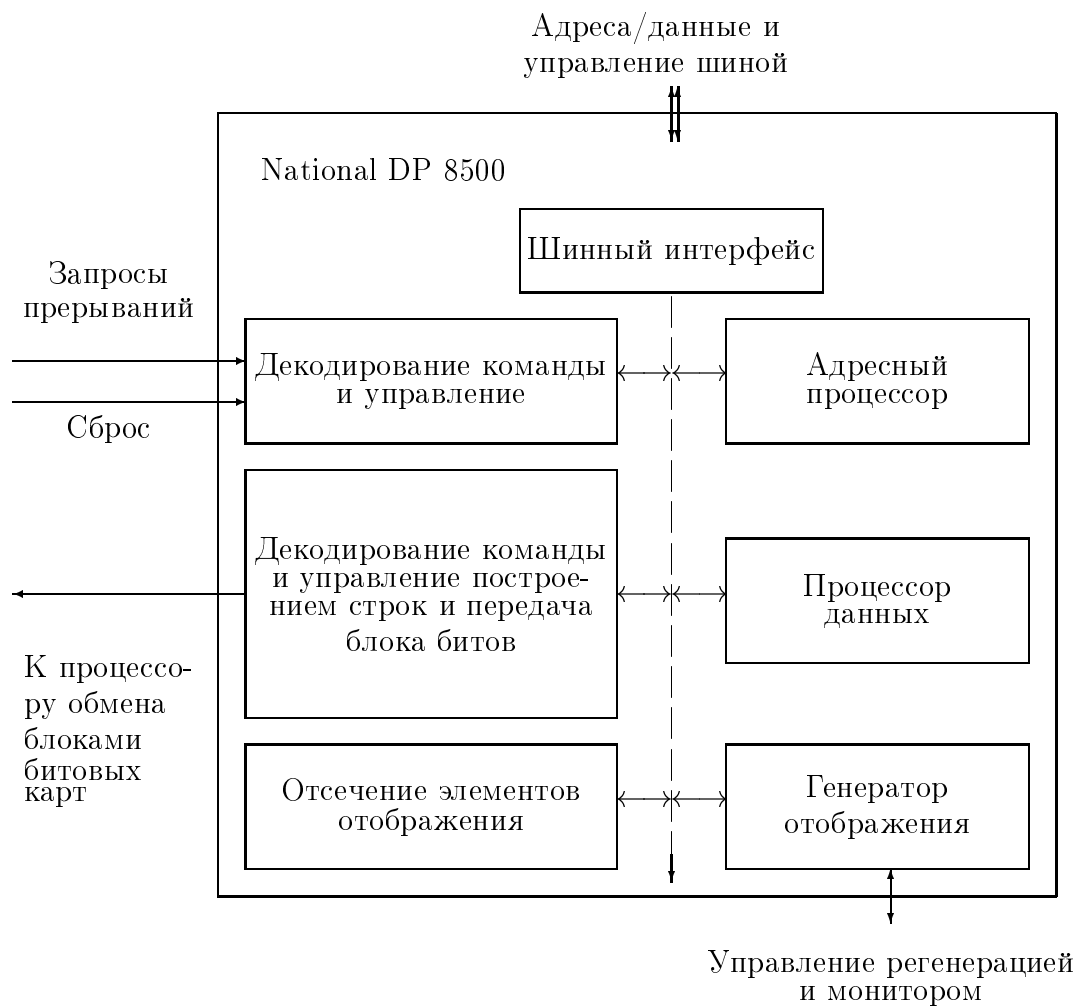 Адреса/данные и
управление шиной
National DP 8500
Шинный интерфейс
Запросы
прерываний
Декодирование команды
и управление
Адресный
процессор
Сброс
Декодирование команды
и управление построе-
нием строк и передача
блока битов
Процессор
данных
К процессо-
ру обмена
блоками
битовых
карт
Отсечение элементов
отображения
Генератор
отображения
Управление регенерацией
и монитором